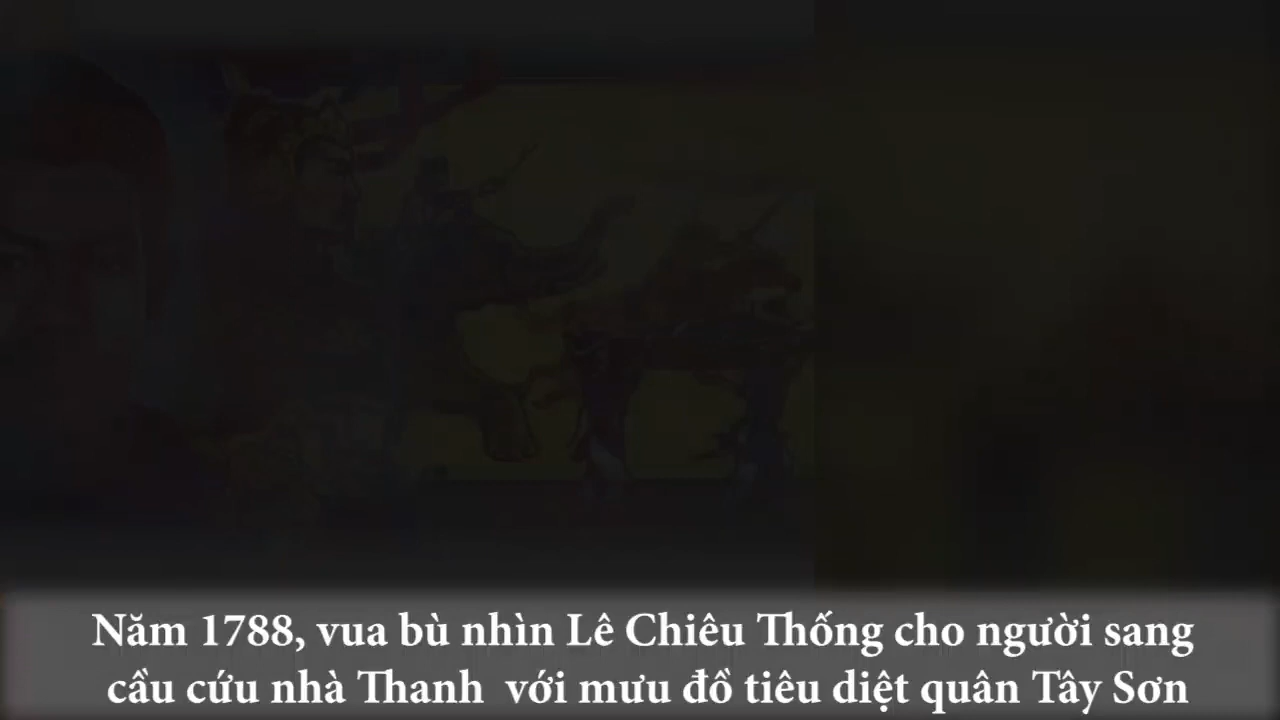 Năm 1788, vua bù nhìn Lê Chiêu Thống cho người sang
cầu cứu nhà Thanh với mưu đồ tiêu diệt quân Tây Sơn